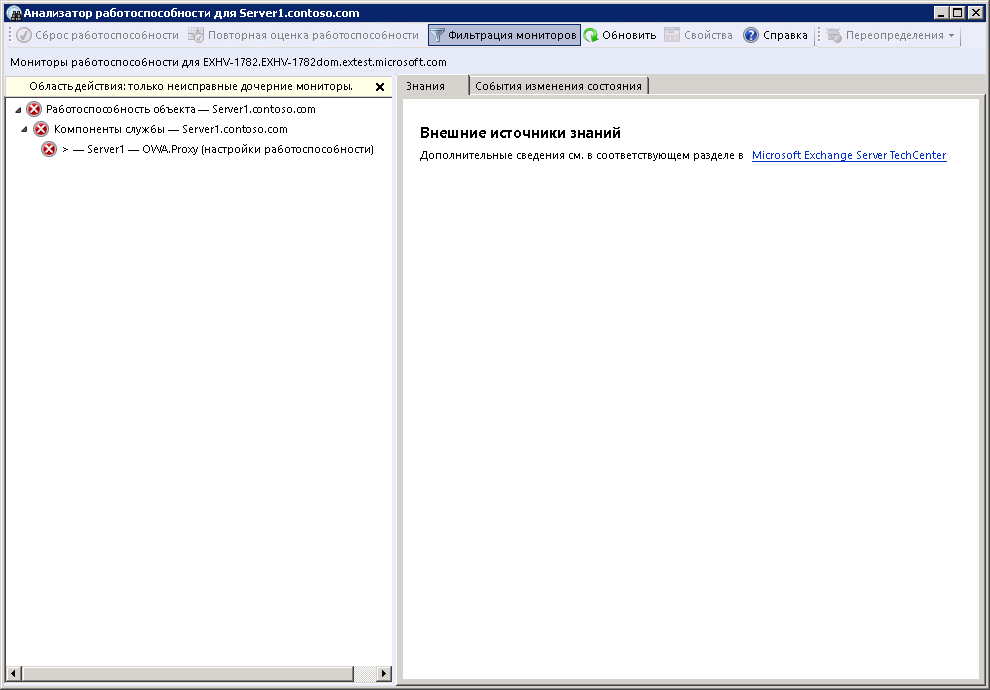 Анализатор работоспособности для Server1.contoso.com
Сброс работоспособности Повторная оценка работоспособности Фильтрация мониторов Обновить Свойства Справка Переопределения
Мониторы работоспособности для EXHV-1782.EXHV-1782dom.extest.microsoft.com
Область действия: только неисправные дочерние мониторы.
Работоспособность объекта — Server1.contoso.com
Компоненты службы — Server1.contoso.com
> — Server1 — OWA.Proxy (настройки работоспособности)
Знания События изменения состояния
Внешние источники знаний
Дополнительные сведения см. в соответствующем разделе в Microsoft Exchange Server TechCenter